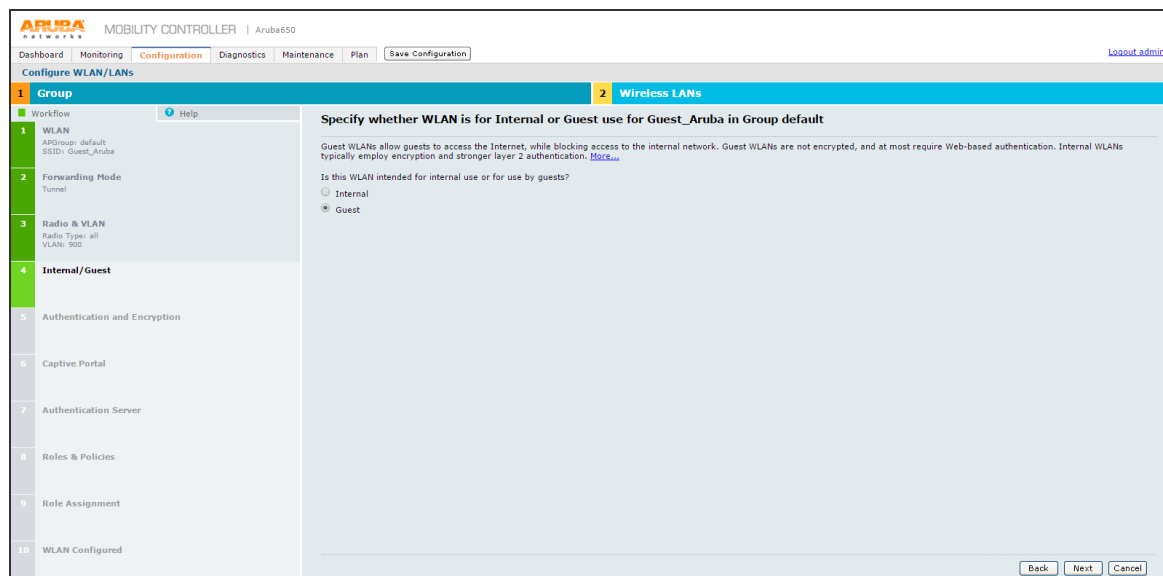 ARUBA networks MOBILITY CONTROLLER | Aruba650
Dashboard Monitoring Configuration Diagnostics Maintenance Plan Save Configuration Logout admin
Configure WLAN/LANs
1 Group 2 Wireless LANs
Workflow ? Help
1 WLAN
APGroup: default
SSID: Guest_Aruba
2 Forwarding Mode
Tunnel
3 Radio & VLAN
Radio Type: all
VLAN: 900
4 Internal/Guest
5 Authentication and Encryption
6 Captive Portal
7 Authentication Server
8 Roles & Policies
9 Role Assignment
10 WLAN Configured
Specify whether WLAN is for Internal or Guest use for Guest_Aruba in Group default
Guest WLANs allow guests to access the Internet, while blocking access to the internal network. Guest WLANs are not encrypted, and at most require Web-based authentication. Internal WLANs
typically employ encryption and stronger layer 2 authentication. More...
Is this WLAN intended for internal use or for use by guests?
Internal
Guest
Back Next Cancel